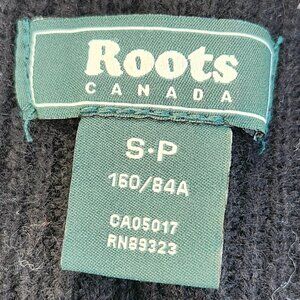 Roots
CANADA
S·P
160/84A
CA05017
RN89323